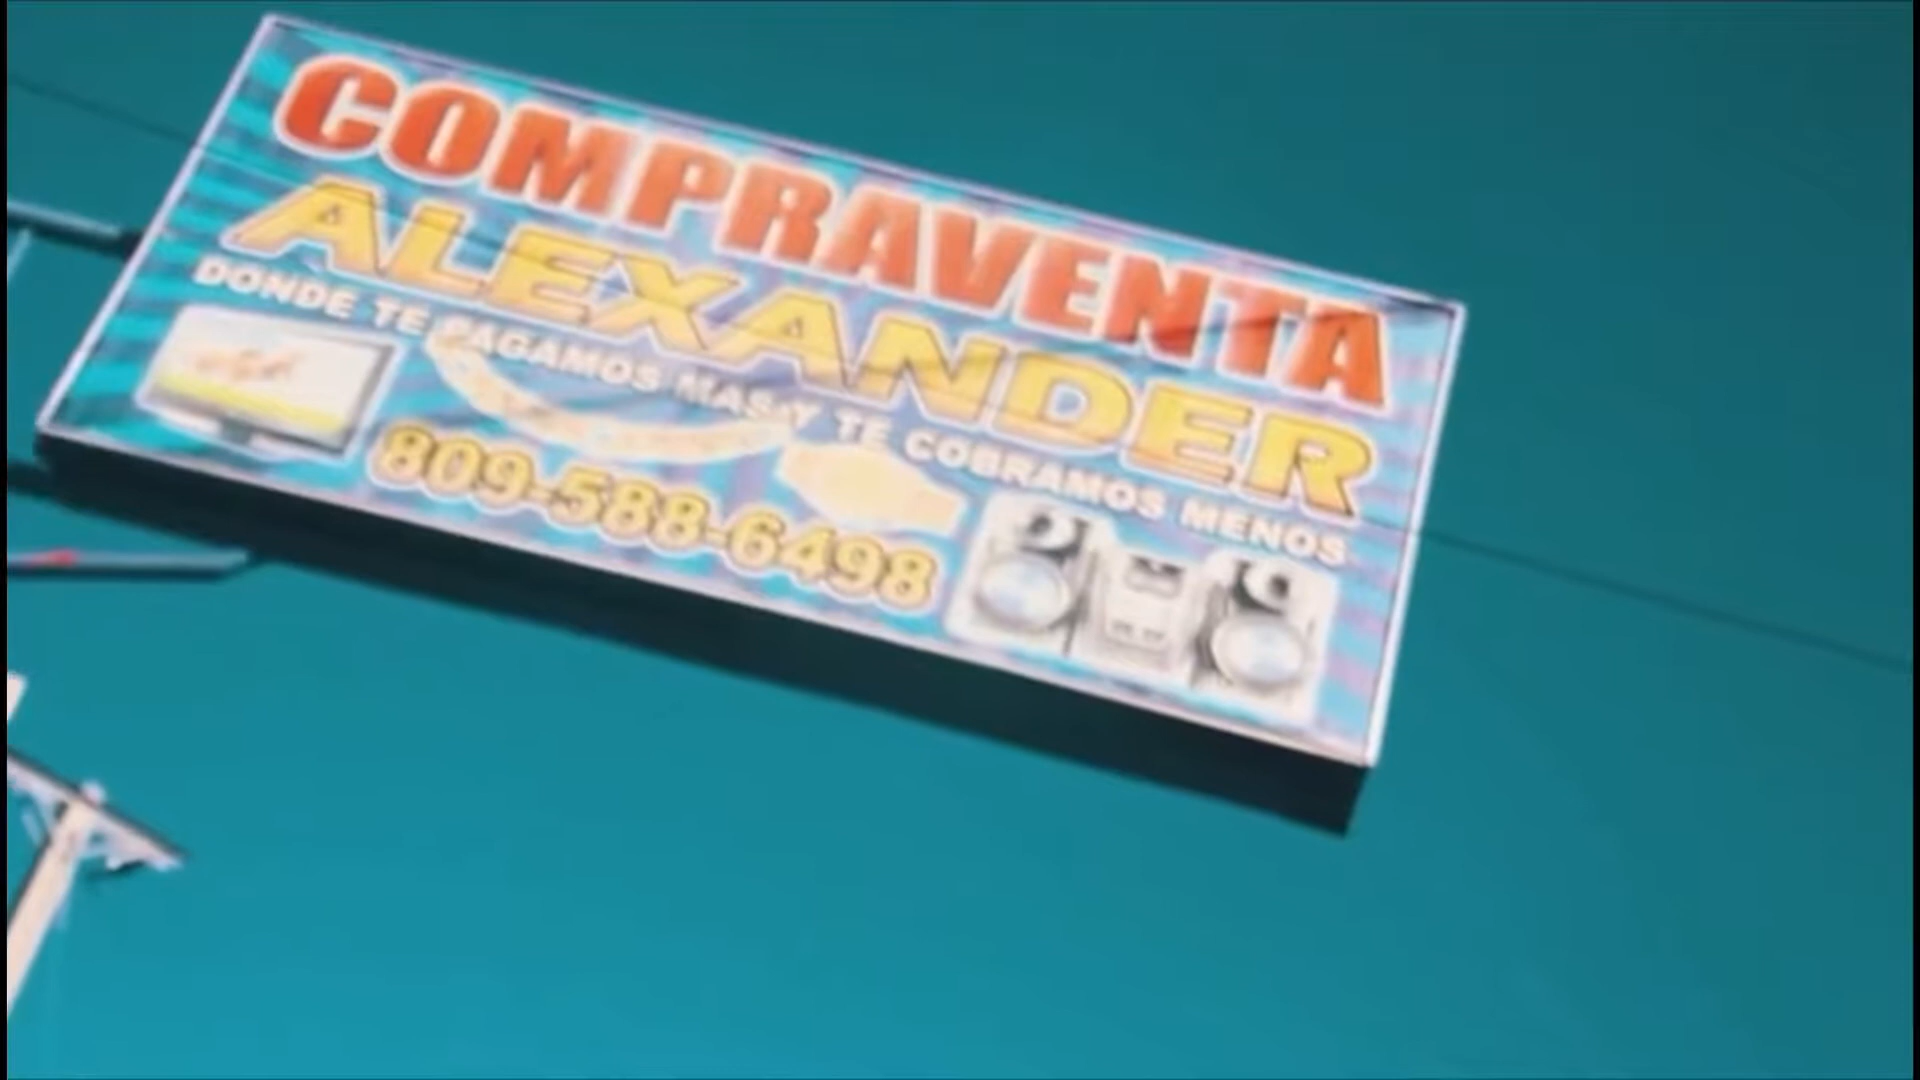 COMPRAVENTA
ALEXANDER
DONDE TE PAGAMOS MAS Y TE COBRAMOS MENOS
809-588-6498